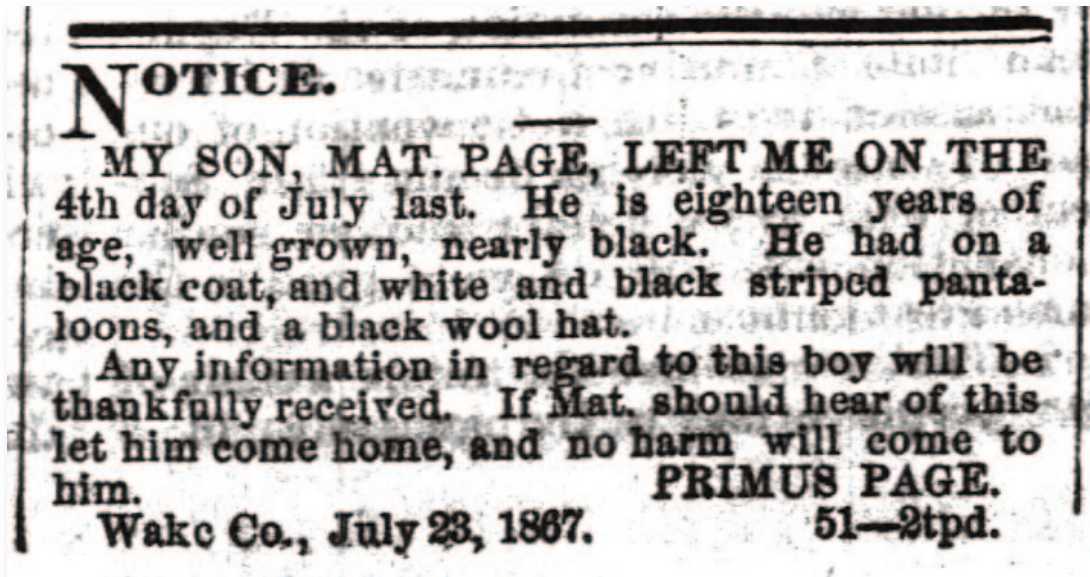 NOTICE.
MY SON, MAT. PAGE, LEFT ME ON THE
4th day of July last. He is eighteen years of
age, well grown, nearly black. He had on a
black coat, and white and black striped panta-
loons, and a black wool hat.
Any information in regard to this boy will be
thankfully received. If Mat. should hear of this
let him come home, and no harm will come to
him. PRIMUS PAGE.
Wake Co., July 23, 1867. 51—2tpd.